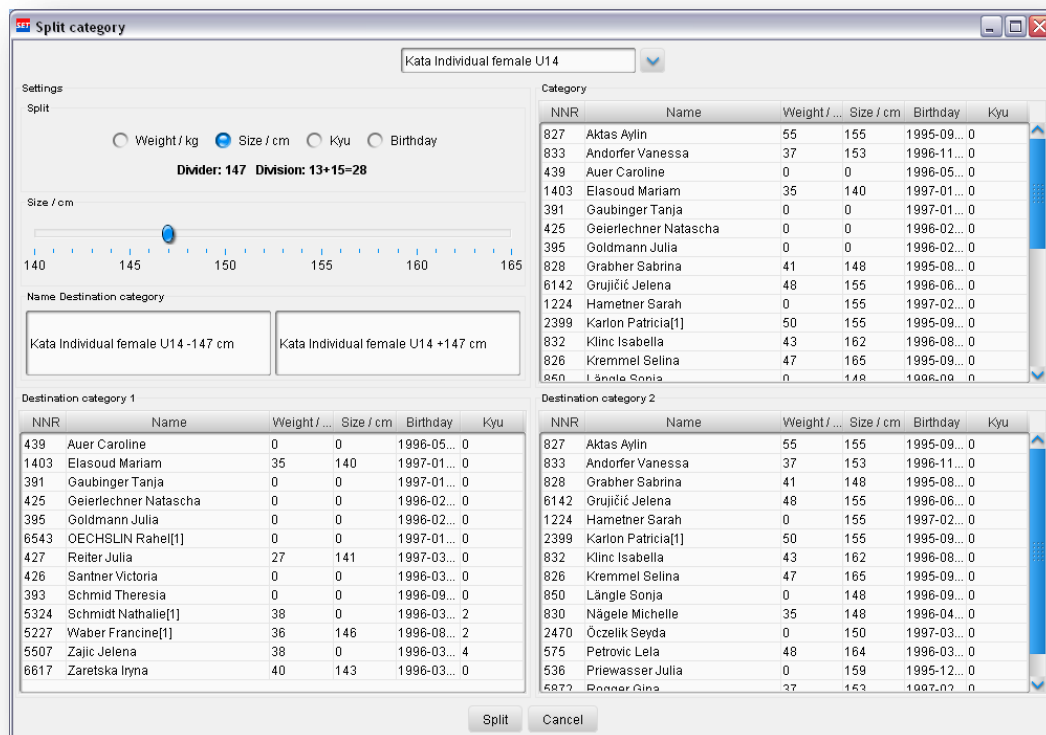 SET Split category
Kata Individual female U14
Settings
Split
Weight / kg Size / cm Kyu Birthday
Divider: 147 Division: 13+15=28
Size / cm
140 145 150 155 160 165
Name Destination category
Kata Individual female U14 -147 cm Kata Individual female U14 +147 cm
Category
NNR Name Weight / ... Size / cm Birthday Kyu
827 Aktas Aylin 55 155 1995-09... 0
833 Andorfer Vanessa 37 153 1996-11... 0
439 Auer Caroline 0 0 1996-05... 0
1403 Elasoud Mariam 35 140 1997-01... 0
391 Gaubinger Tanja 0 0 1997-01... 0
425 Geierlechner Natascha 0 0 1996-02... 0
395 Goldmann Julia 0 0 1996-02... 0
828 Grabher Sabrina 41 148 1995-08... 0
6142 Grujičić Jelena 48 155 1996-06... 0
1224 Hametner Sarah 0 155 1997-02... 0
2399 Karlon Patricia[1] 50 155 1995-09... 0
832 Klinc Isabella 43 162 1996-08... 0
826 Kremmel Selina 47 165 1995-09... 0
850 Längle Sonja 0 148 1996-09... 0
Destination category 1
NNR Name Weight / ... Size / cm Birthday Kyu
439 Auer Caroline 0 0 1996-05... 0
1403 Elasoud Mariam 35 140 1997-01... 0
391 Gaubinger Tanja 0 0 1997-01... 0
425 Geierlechner Natascha 0 0 1996-02... 0
395 Goldmann Julia 0 0 1996-02... 0
6543 OECHSLIN Rahel[1] 0 0 1997-01... 0
427 Reiter Julia 27 141 1997-03... 0
426 Santner Victoria 0 0 1996-03... 0
393 Schmid Theresia 0 0 1996-09... 0
5324 Schmidt Nathalie[1] 38 0 1996-03... 2
5227 Waber Francine[1] 36 146 1996-08... 2
5507 Zajic Jelena 38 0 1996-03... 4
6617 Zaretska Iryna 40 143 1996-03... 0
Destination category 2
NNR Name Weight / ... Size / cm Birthday Kyu
827 Aktas Aylin 55 155 1995-09... 0
833 Andorfer Vanessa 37 153 1996-11... 0
828 Grabher Sabrina 41 148 1995-08... 0
6142 Grujičić Jelena 48 155 1996-06... 0
1224 Hametner Sarah 0 155 1997-02... 0
2399 Karlon Patricia[1] 50 155 1995-09... 0
832 Klinc Isabella 43 162 1996-08... 0
826 Kremmel Selina 47 165 1995-09... 0
850 Längle Sonja 0 148 1996-09... 0
830 Nägele Michelle 35 148 1996-04... 0
2470 Öczelik Seyda 0 150 1997-03... 0
575 Petrovic Lela 48 164 1996-03... 0
536 Priewasser Julia 0 159 1995-12... 0
5872 Rogger Gina 37 153 1997-02... 0
Split Cancel